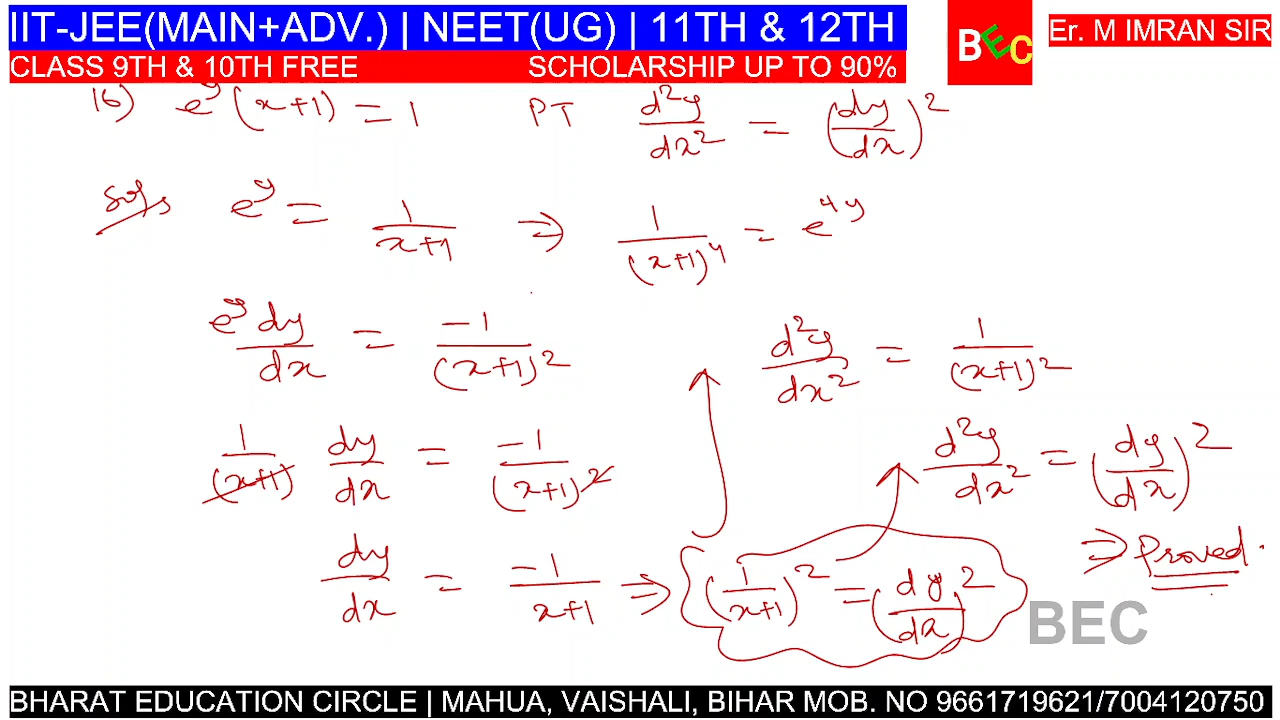 IIT-JEE(MAIN+ADV.) | NEET(UG) | 11TH & 12TH
CLASS 9TH & 10TH FREE SCHOLARSHIP UP TO 90%
BEC
Er. M IMRAN SIR
16) e^y (x+1) = 1 PT d²y/dx² = (dy/dx)²
Solⁿ e^y = 1/(x+1) ⇒ 1/(x+1)⁴ = e^4y
e^y dy/dx = -1/(x+1)²
1/(x+1) dy/dx = -1/(x+1)²
dy/dx = -1/(x+1) ⇒ (1/(x+1))² = (dy/dx)²
d²y/dx² = 1/(x+1)²
d²y/dx² = (dy/dx)²
⇒ Proved.
BEC
BHARAT EDUCATION CIRCLE | MAHUA, VAISHALI, BIHAR MOB. NO 9661719621/7004120750